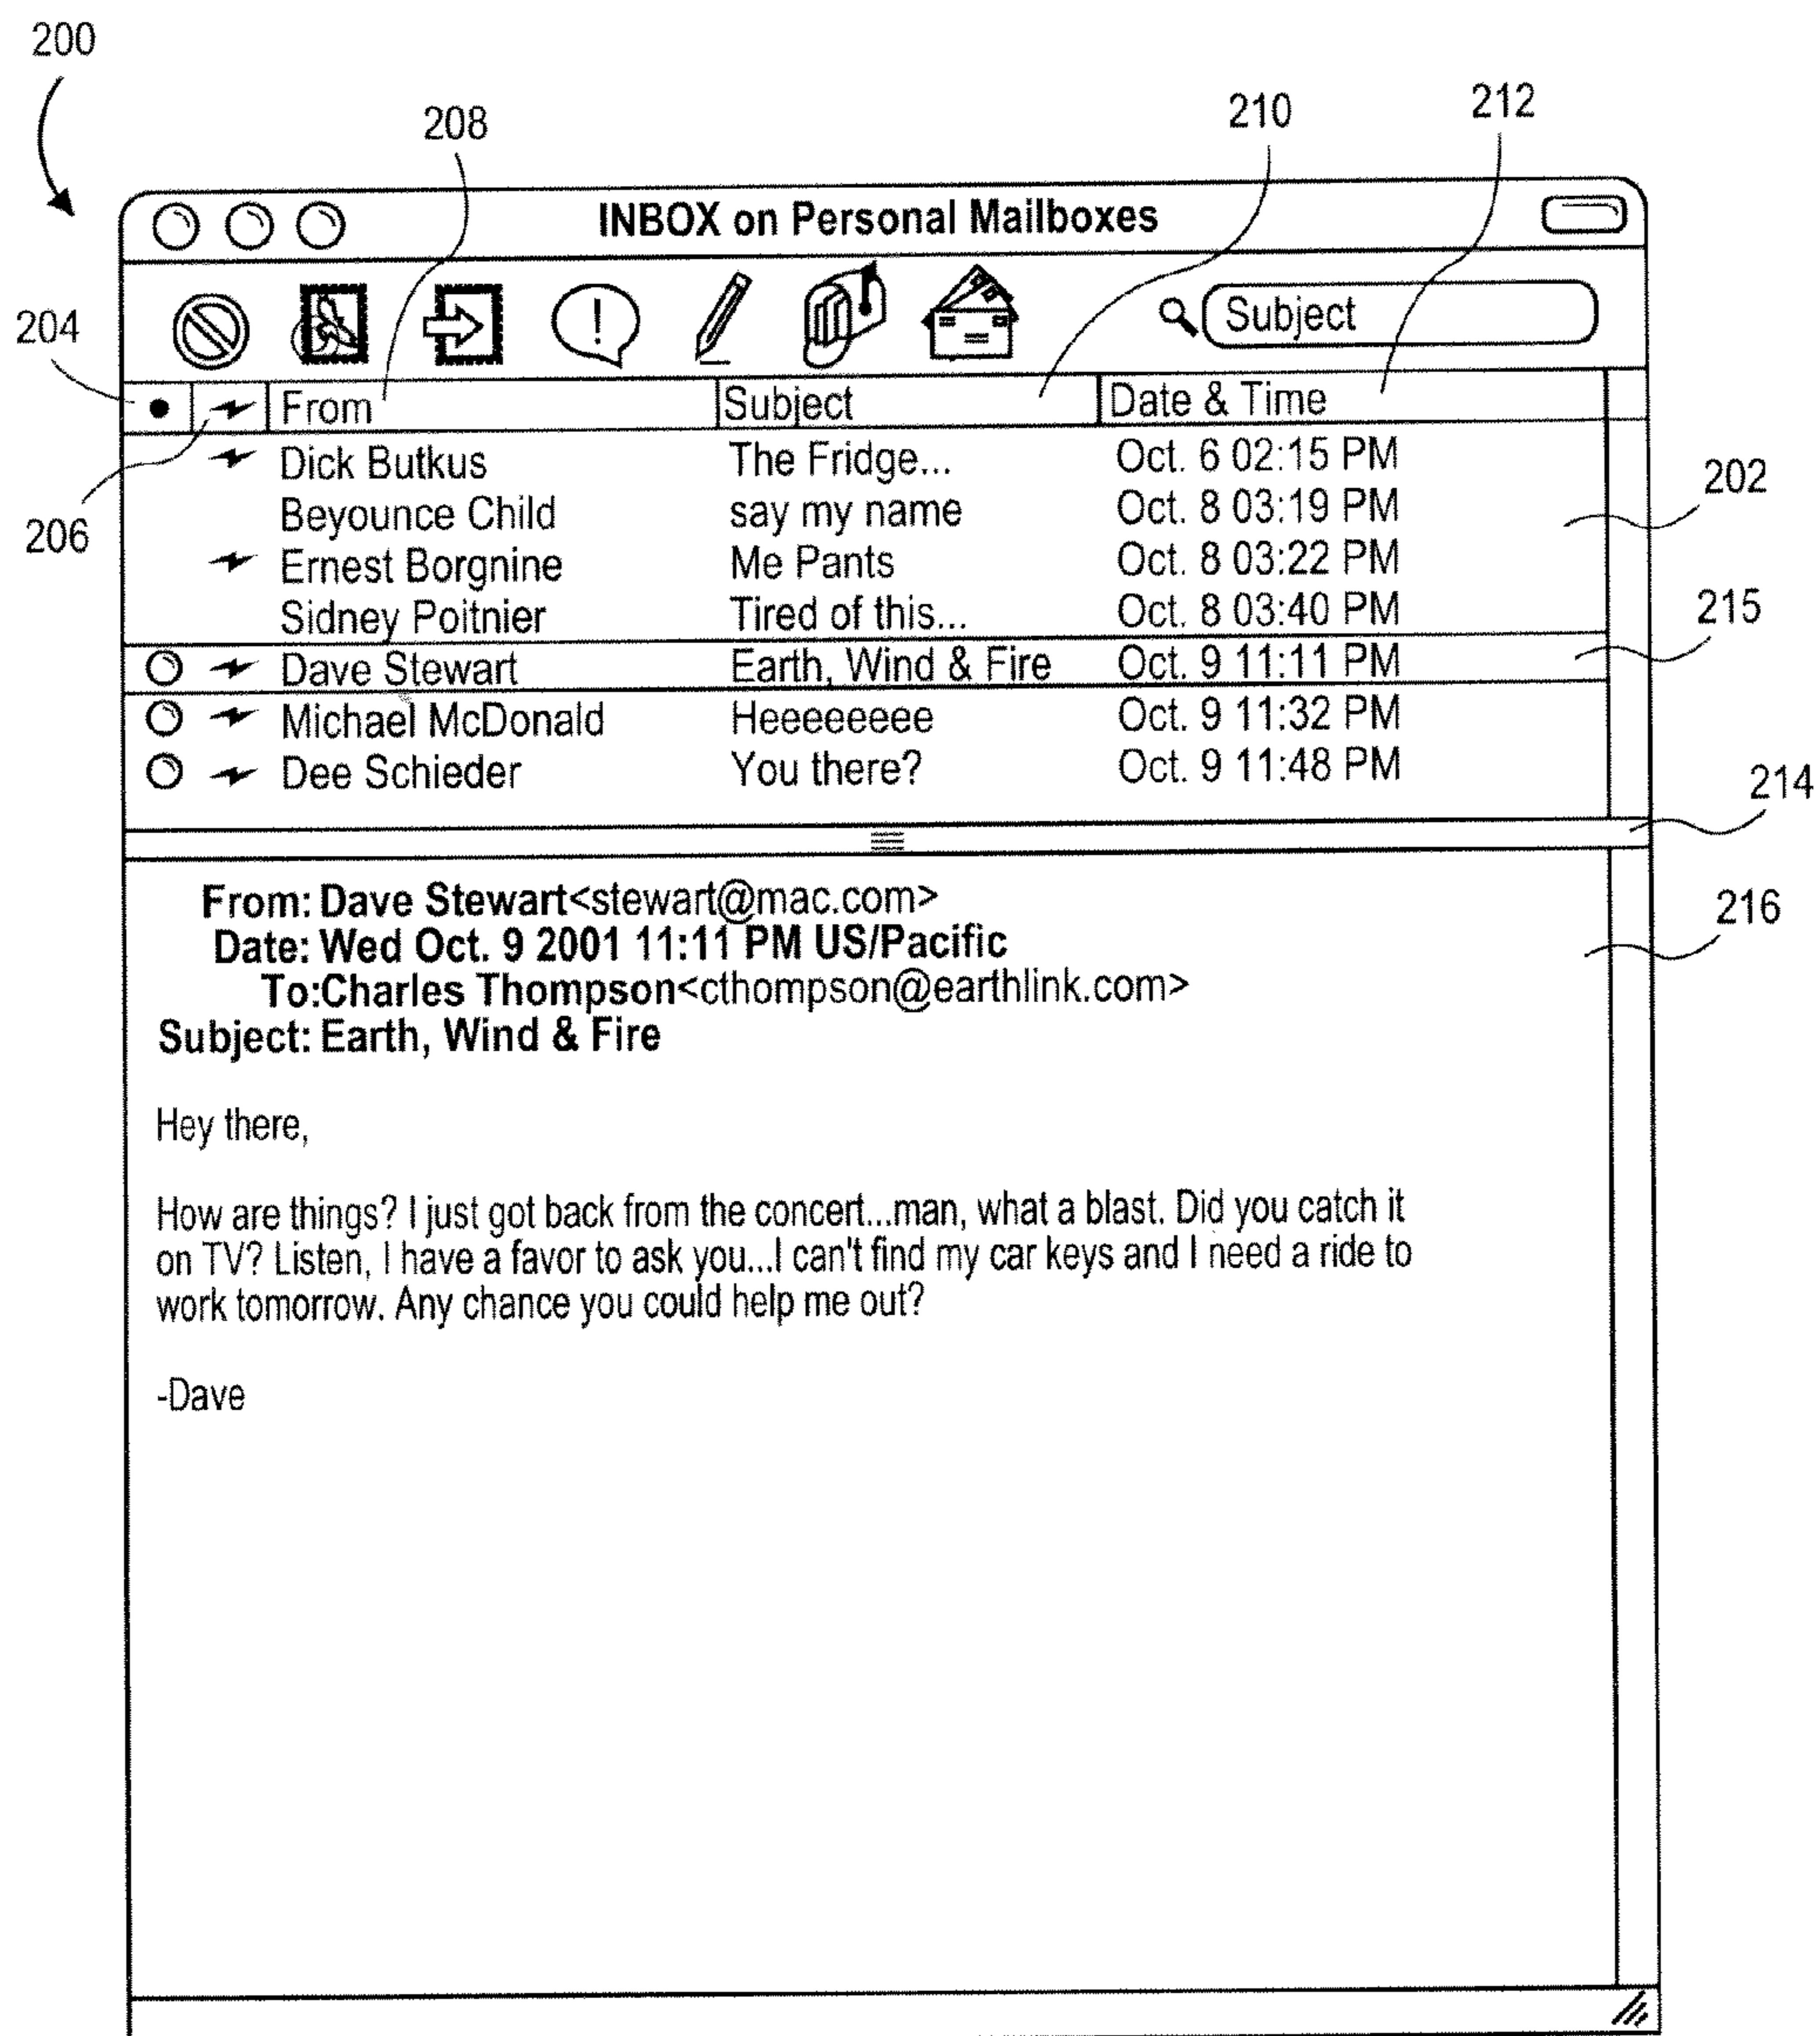 200
208
210
212
INBOX on Personal Mailboxes
204
Subject
From Subject Date & Time
206
Dick Butkus The Fridge... Oct. 6 02:15 PM
202
Beyounce Child say my name Oct. 8 03:19 PM
Ernest Borgnine Me Pants Oct. 8 03:22 PM
Sidney Poitnier Tired of this... Oct. 8 03:40 PM
215
Dave Stewart Earth, Wind & Fire Oct. 9 11:11 PM
Michael McDonald Heeeeeeee Oct. 9 11:32 PM
Dee Schieder You there? Oct. 9 11:48 PM
214
From: Dave Stewart<stewart@mac.com>
216
Date: Wed Oct. 9 2001 11:11 PM US/Pacific
To:Charles Thompson<cthompson@earthlink.com>
Subject: Earth, Wind & Fire
Hey there,
How are things? I just got back from the concert...man, what a blast. Did you catch it
on TV? Listen, I have a favor to ask you...I can't find my car keys and I need a ride to
work tomorrow. Any chance you could help me out?
-Dave